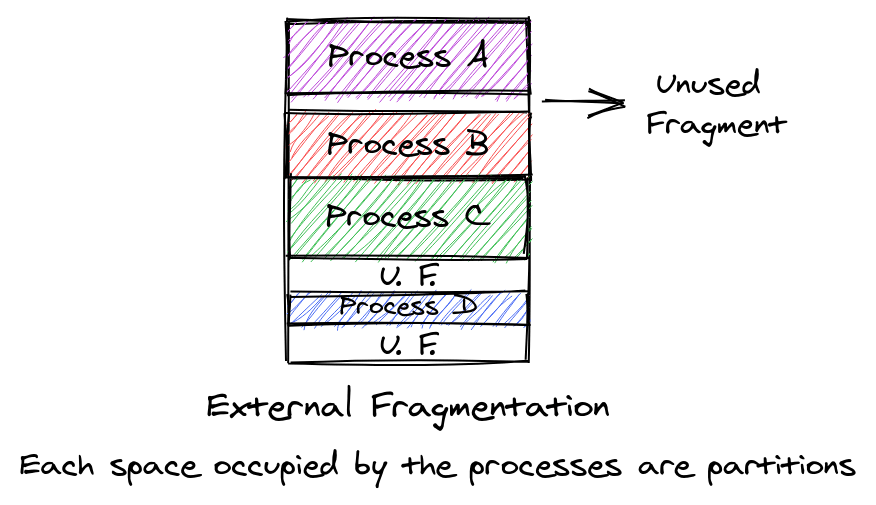 Process A
Unused
Fragment
Process B
Process C
U. F.
Process D
U. F.
External Fragmentation
Each space occupied by the processes are partitions